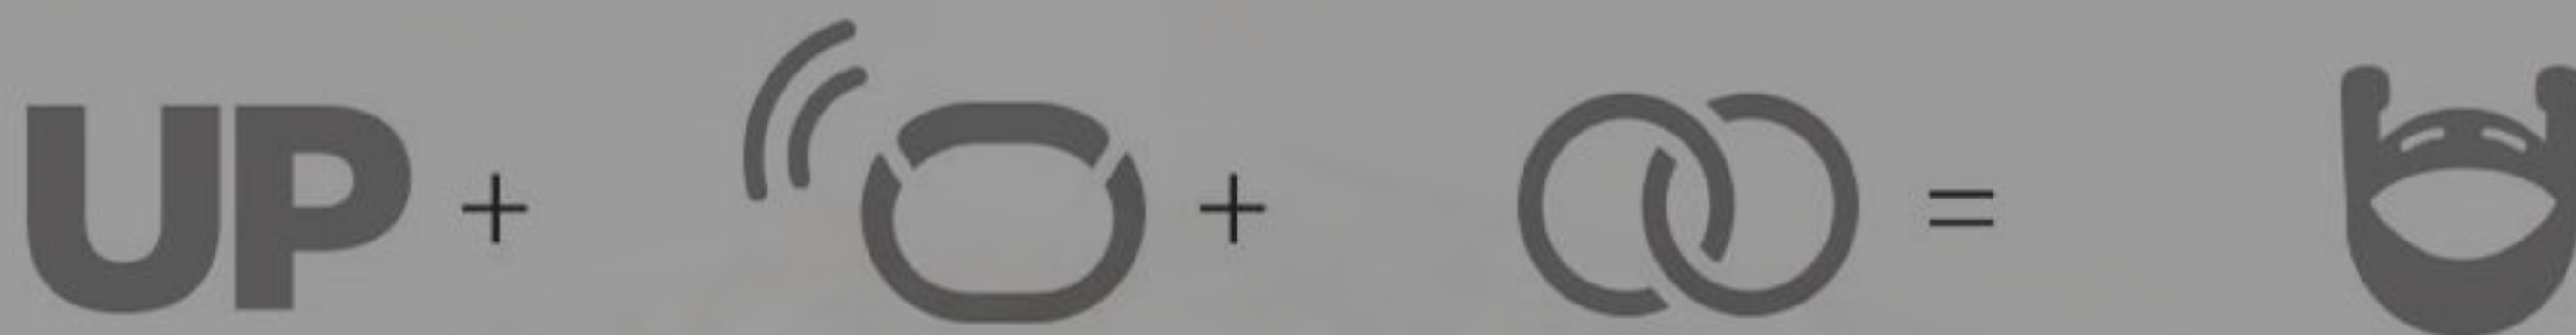 UP + + =